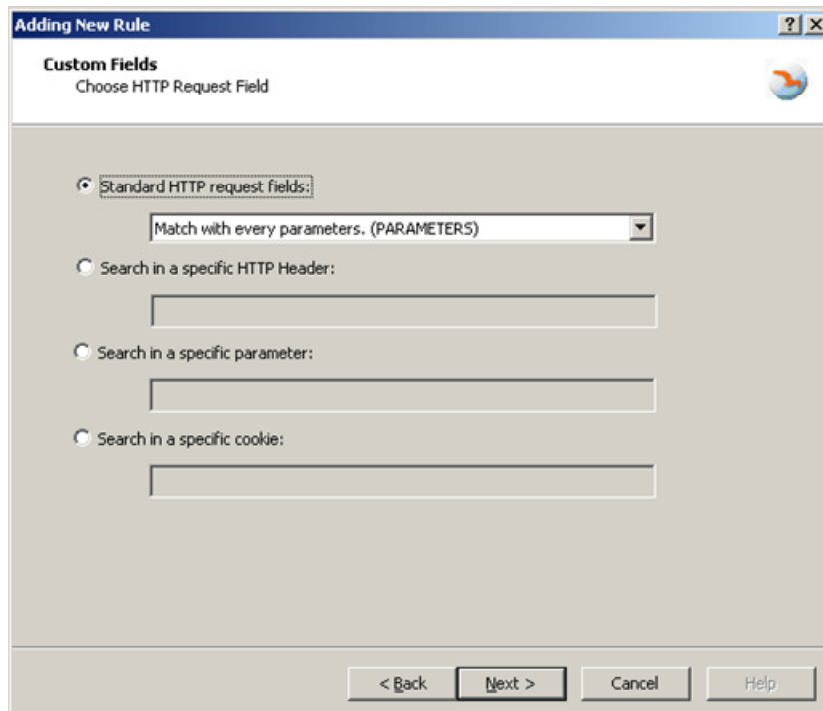 Adding New Rule
Custom Fields
Choose HTTP Request Field
Standard HTTP request fields:
Match with every parameters. (PARAMETERS)
Search in a specific HTTP Header:
Search in a specific parameter:
Search in a specific cookie:
< Back Next > Cancel Help